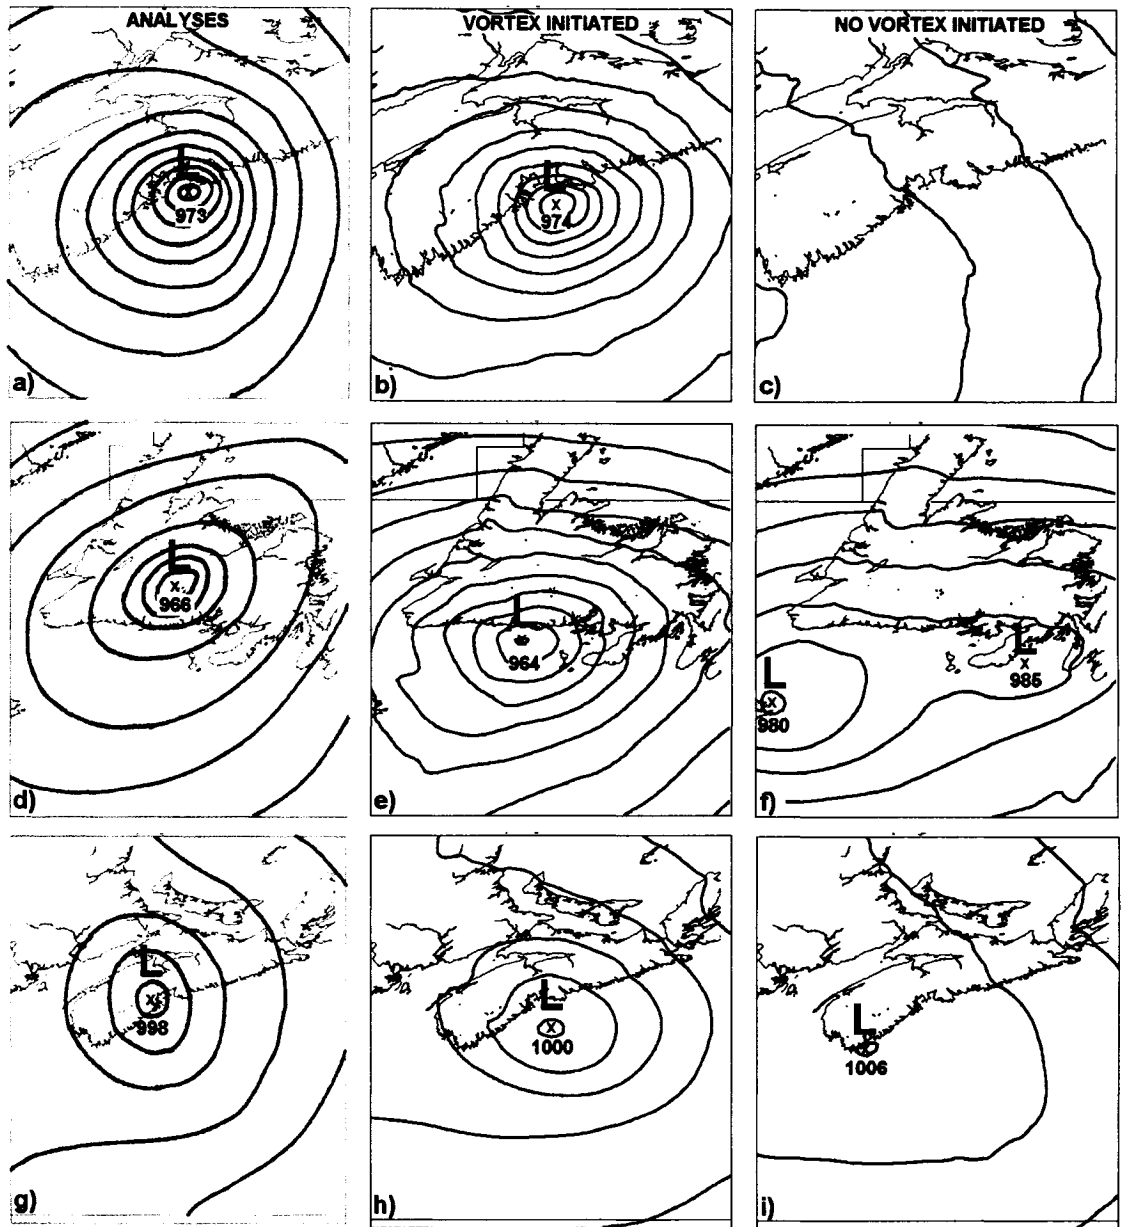 ANALYSES
VORTEX INITIATED
NO VORTEX INITIATED
L
973
a)
L
974
b)
c)
L
966
d)
L
964
e)
L
980
L
985
f)
L
998
g)
L
1000
h)
L
1006
i)